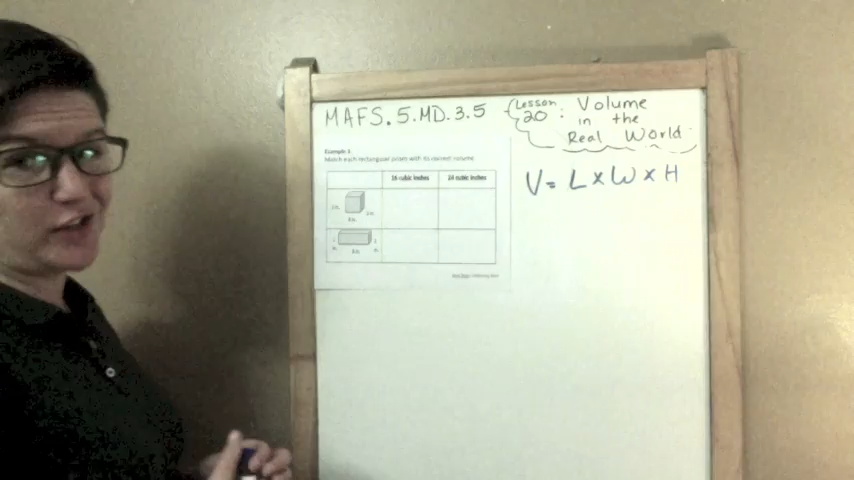 MAFS.5.MD.3.5
Lesson 20: Volume
in the
Real World
Example 1
Match each rectangular prism with its correct volume.
16 cubic inches 24 cubic inches
V = L x W x H